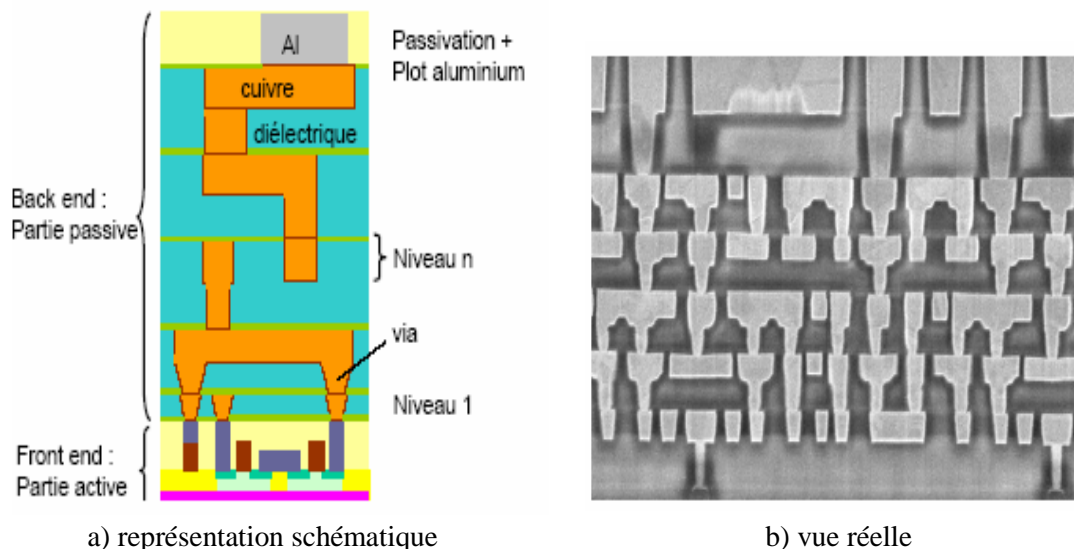 Al
Passivation +
Plot aluminium
cuivre
diélectrique
Back end :
Partie passive
Niveau n
via
Niveau 1
Front end :
Partie active
a) représentation schématique
b) vue réelle